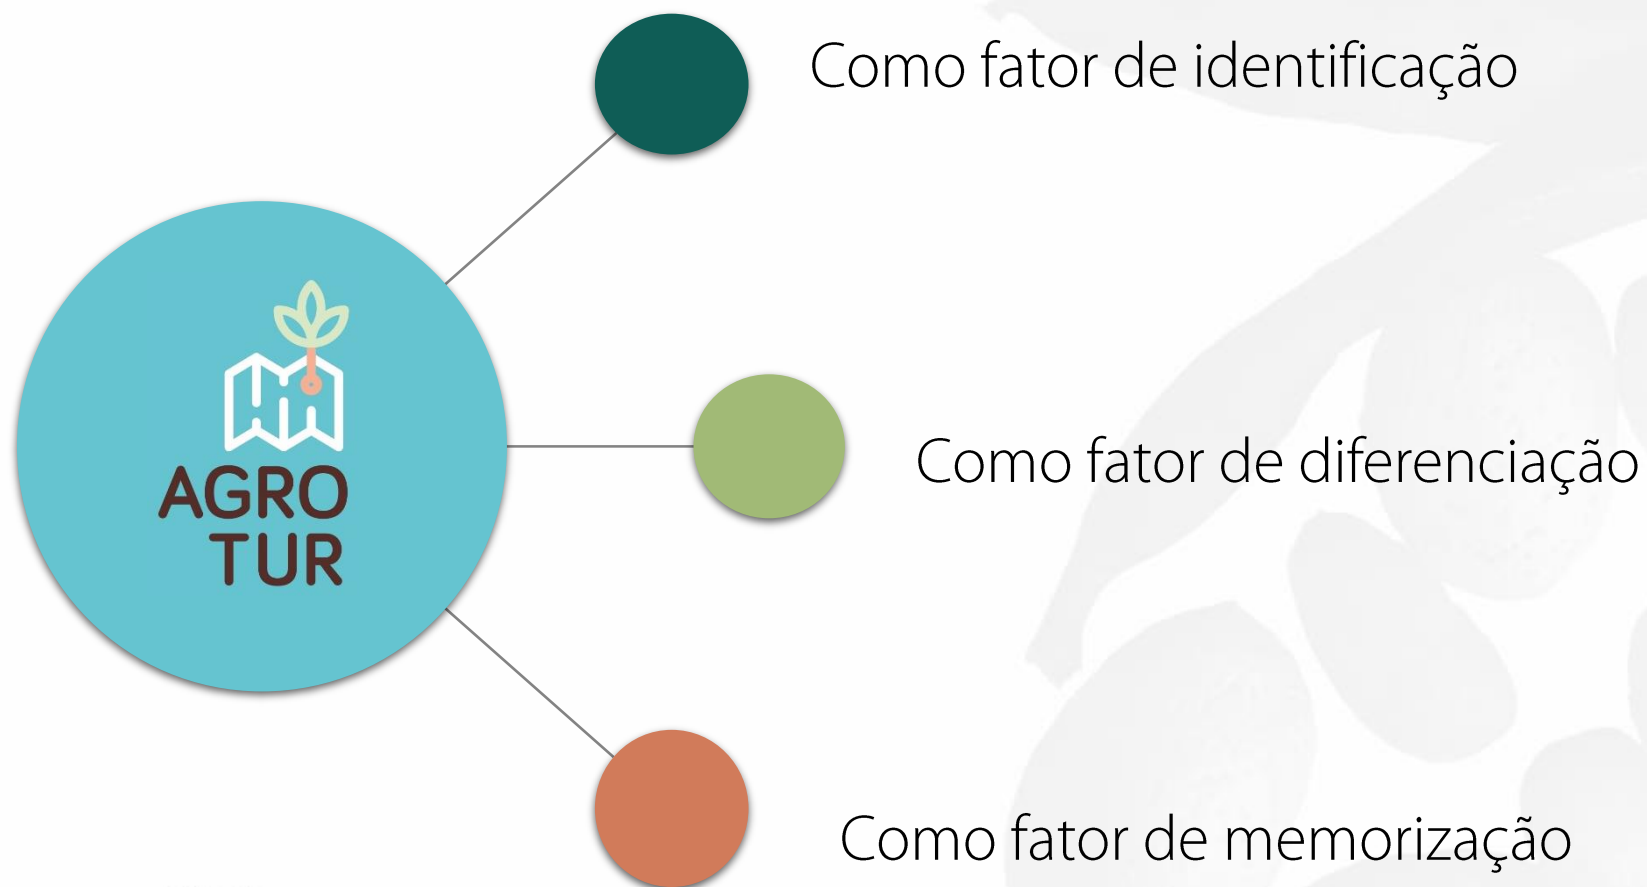 Como fator de identificação
AGRO
TUR
Como fator de diferenciação
Como fator de memorização